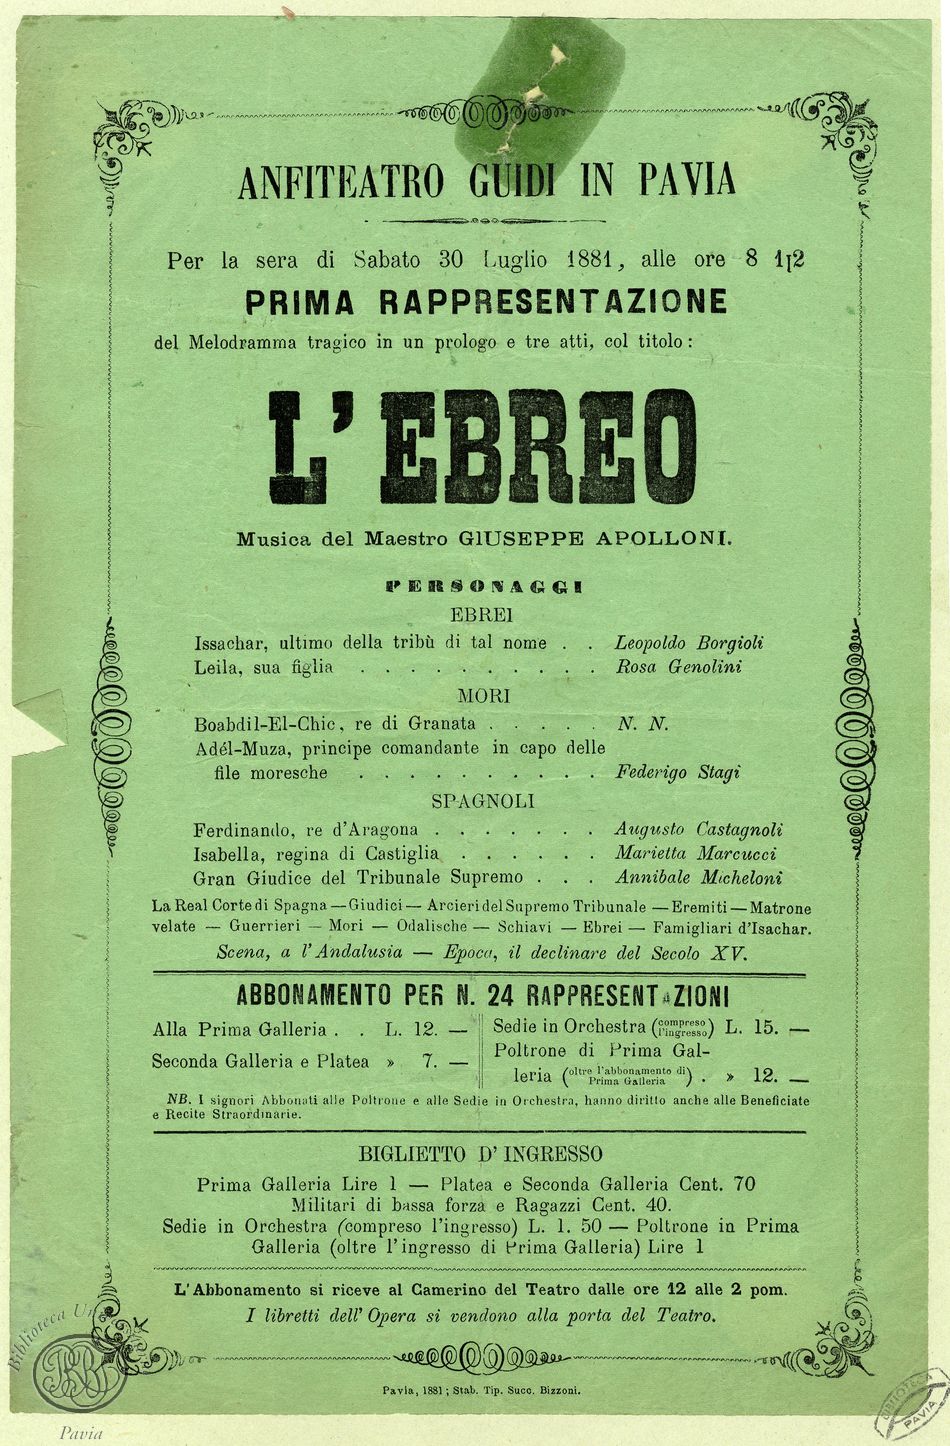 ANFITEATRO GUIDI IN PAVIA
Per la sera di Sabato 30 Luglio 1881, alle ore 8 1|2
PRIMA RAPPRESENTAZIONE
del Melodramma tragico in un prologo e tre atti, col titolo:
L'EBREO
Musica del Maestro GIUSEPPE APOLLONI.
PERSONAGGI
EBREI
Issachar, ultimo della tribù di tal nome . . Leopoldo Borgioli
Leila, sua figlia . . . . . . . . . . Rosa Genolini
MORI
Boabdil-El-Chic, re di Granata . . . . . N. N.
Adél-Muza, principe comandante in capo delle
file moresche . . . . . . . . . . Federigo Stagi
SPAGNOLI
Ferdinando, re d'Aragona . . . . . . . Augusto Castagnoli
Isabella, regina di Castiglia . . . . . . Marietta Marcucci
Gran Giudice del Tribunale Supremo . . . Annibale Micheloni
La Real Corte di Spagna — Giudici — Arcieri del Supremo Tribunale — Eremiti — Matrone
velate — Guerrieri — Mori — Odalische — Schiavi — Ebrei — Famigliari d'Isachar.
Scena, a l'Andalusia — Epoca, il declinare del Secolo XV.
ABBONAMENTO PER N. 24 RAPPRESENTAZIONI
Alla Prima Galleria . . L. 12. —
Seconda Galleria e Platea » 7. —
Sedie in Orchestra (compreso l'ingresso) L. 15. —
Poltrone di Prima Gal-
leria (oltre l'abbonamento di Prima Galleria) . » 12. —
NB. I signori Abbonati alle Poltrone e alle Sedie in Orchestra, hanno diritto anche alle Beneficiate
e Recite Straordinarie.
BIGLIETTO D'INGRESSO
Prima Galleria Lire 1 — Platea e Seconda Galleria Cent. 70
Militari di bassa forza e Ragazzi Cent. 40.
Sedie in Orchestra (compreso l'ingresso) L. 1. 50 — Poltrone in Prima
Galleria (oltre l'ingresso di Prima Galleria) Lire 1
L'Abbonamento si riceve al Camerino del Teatro dalle ore 12 alle 2 pom.
I libretti dell'Opera si vendono alla porta del Teatro.
Pavia, 1881; Stab. Tip. Succ. Bizzoni.
Biblioteca
Pavia
BIBLIOTECA
PAVIA